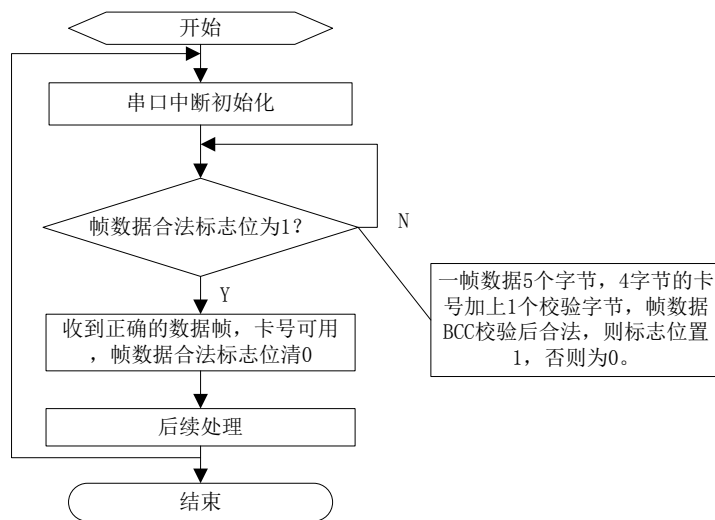 开始
串口中断初始化
帧数据合法标志位为1？
N
Y
一帧数据5个字节，4字节的卡
号加上1个校验字节，帧数据
BCC校验后合法，则标志位置
1，否则为0。
收到正确的数据帧，卡号可用
，帧数据合法标志位清0
后续处理
结束